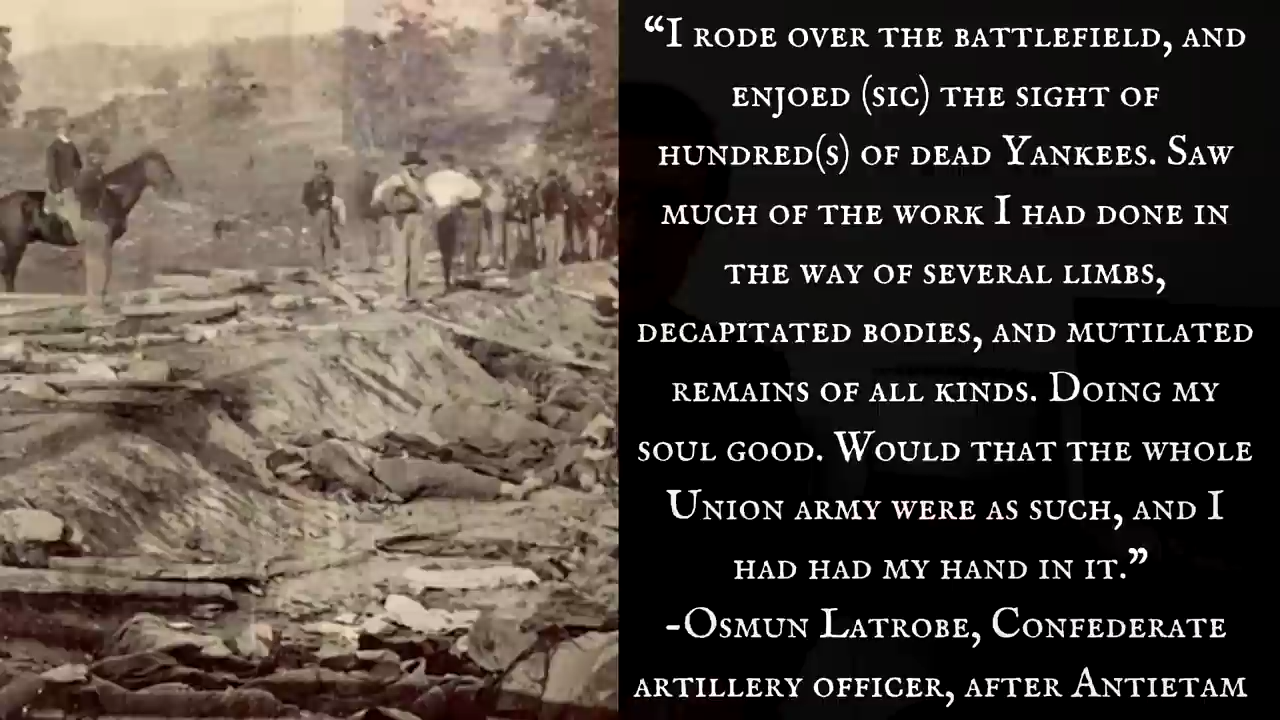 “I rode over the battlefield, and
enjoed (sic) the sight of
hundred(s) of dead Yankees. Saw
much of the work I had done in
the way of several limbs,
decapitated bodies, and mutilated
remains of all kinds. Doing my
soul good. Would that the whole
Union army were as such, and I
had had my hand in it.”
-Osmun Latrobe, Confederate
artillery officer, after Antietam